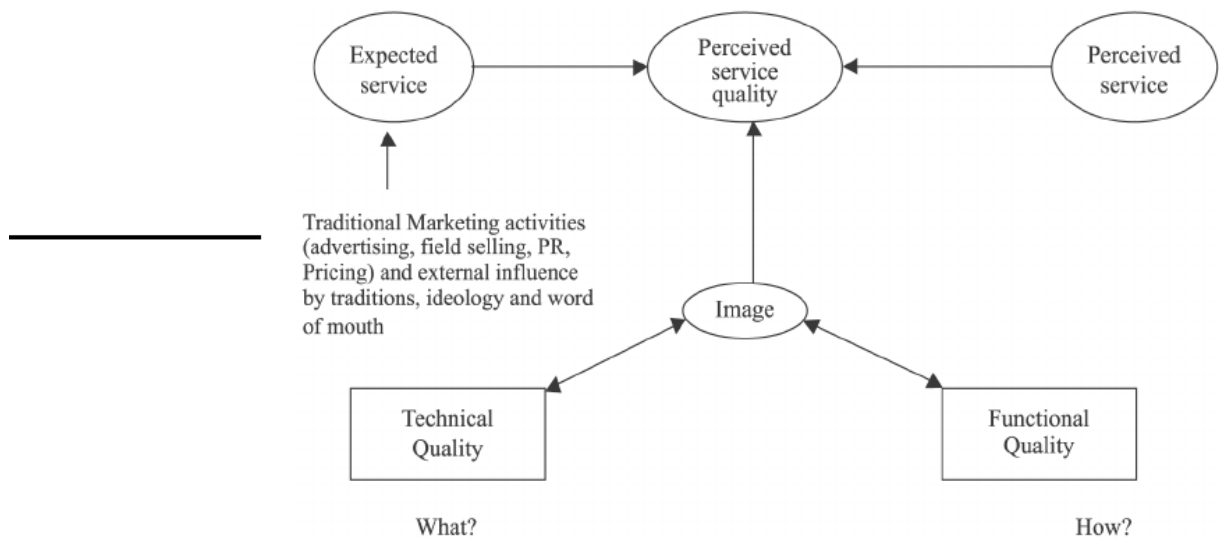 Expected
service
Perceived
service
quality
Perceived
service
Traditional Marketing activities
(advertising, field selling, PR,
Pricing) and external influence
by traditions, ideology and word
of mouth
Image
Technical
Quality
Functional
Quality
What?
How?